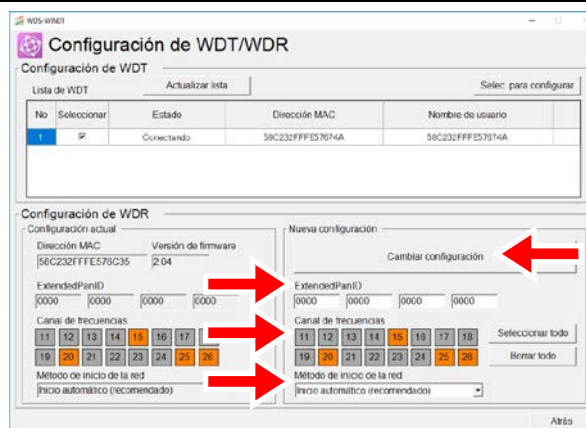 WDS-WIN01
Configuración de WDT/WDR
Configuración de WDT
Lista de WDT
Actualizar lista
Selec. para configurar
No Seleccionar Estado Dirección MAC Nombre de usuario
1 Conectando 58C232FFFE57874A 58C232FFFE57874A
Configuración de WDR
Configuración actual
Dirección MAC Versión de firmware
58C232FFFE578C35 2.04
ExtendedPanID
0000 0000 0000 0000
Canal de frecuencias
11 12 13 14 15 16 17
19 20 21 22 23 24 25 26
Método de inicio de la red
Inicio automático (recomendado)
Nueva configuración
Cambiar configuración
ExtendedPanID
0000 0000 0000 0000
Canal de frecuencias
11 12 13 14 15 16 17 18
19 20 21 22 23 24 25 26
Seleccionar todo
Borrar todo
Método de inicio de la red
Inicio automático (recomendado)
Atrás